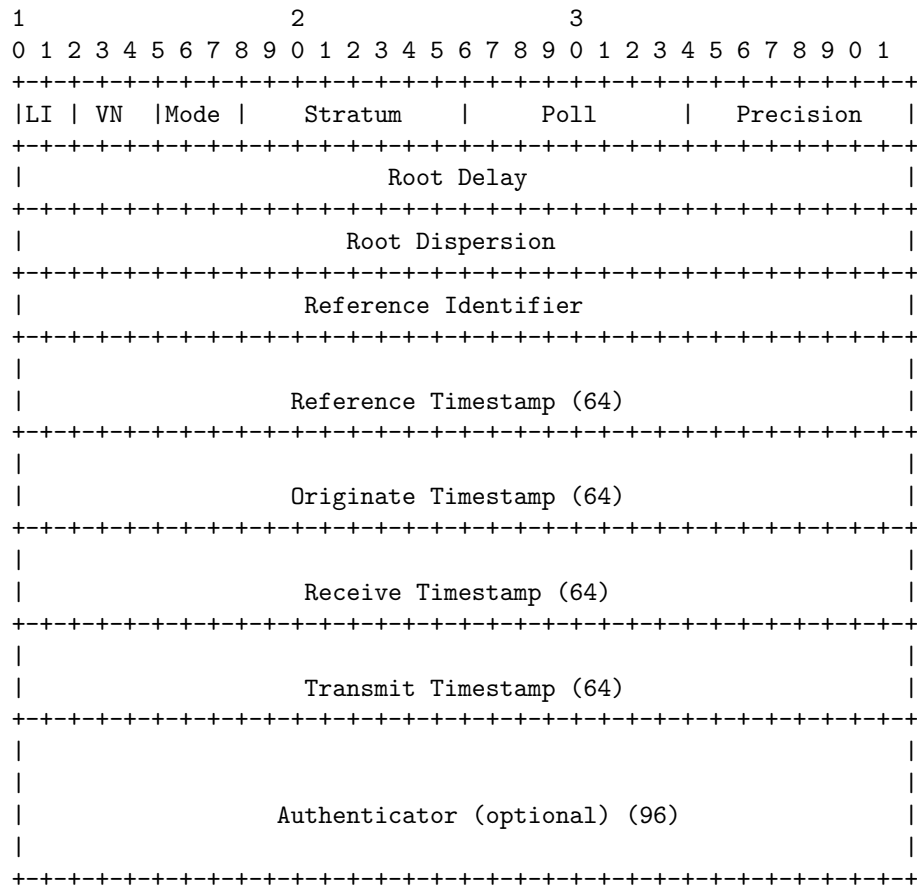 1                   2                   3
0 1 2 3 4 5 6 7 8 9 0 1 2 3 4 5 6 7 8 9 0 1 2 3 4 5 6 7 8 9 0 1
+-+-+-+-+-+-+-+-+-+-+-+-+-+-+-+-+-+-+-+-+-+-+-+-+-+-+-+-+-+-+-+-+
|LI | VN  |Mode |    Stratum    |     Poll      |   Precision   |
+-+-+-+-+-+-+-+-+-+-+-+-+-+-+-+-+-+-+-+-+-+-+-+-+-+-+-+-+-+-+-+-+
|                          Root Delay                           |
+-+-+-+-+-+-+-+-+-+-+-+-+-+-+-+-+-+-+-+-+-+-+-+-+-+-+-+-+-+-+-+-+
|                       Root Dispersion                         |
+-+-+-+-+-+-+-+-+-+-+-+-+-+-+-+-+-+-+-+-+-+-+-+-+-+-+-+-+-+-+-+-+
|                    Reference Identifier                       |
+-+-+-+-+-+-+-+-+-+-+-+-+-+-+-+-+-+-+-+-+-+-+-+-+-+-+-+-+-+-+-+-+
|                                                               |
|                   Reference Timestamp (64)                    |
+-+-+-+-+-+-+-+-+-+-+-+-+-+-+-+-+-+-+-+-+-+-+-+-+-+-+-+-+-+-+-+-+
|                                                               |
|                   Originate Timestamp (64)                    |
+-+-+-+-+-+-+-+-+-+-+-+-+-+-+-+-+-+-+-+-+-+-+-+-+-+-+-+-+-+-+-+-+
|                                                               |
|                    Receive Timestamp (64)                     |
+-+-+-+-+-+-+-+-+-+-+-+-+-+-+-+-+-+-+-+-+-+-+-+-+-+-+-+-+-+-+-+-+
|                                                               |
|                    Transmit Timestamp (64)                    |
+-+-+-+-+-+-+-+-+-+-+-+-+-+-+-+-+-+-+-+-+-+-+-+-+-+-+-+-+-+-+-+-+
|                                                               |
|                                                               |
|                  Authenticator (optional) (96)                |
|                                                               |
+-+-+-+-+-+-+-+-+-+-+-+-+-+-+-+-+-+-+-+-+-+-+-+-+-+-+-+-+-+-+-+-+